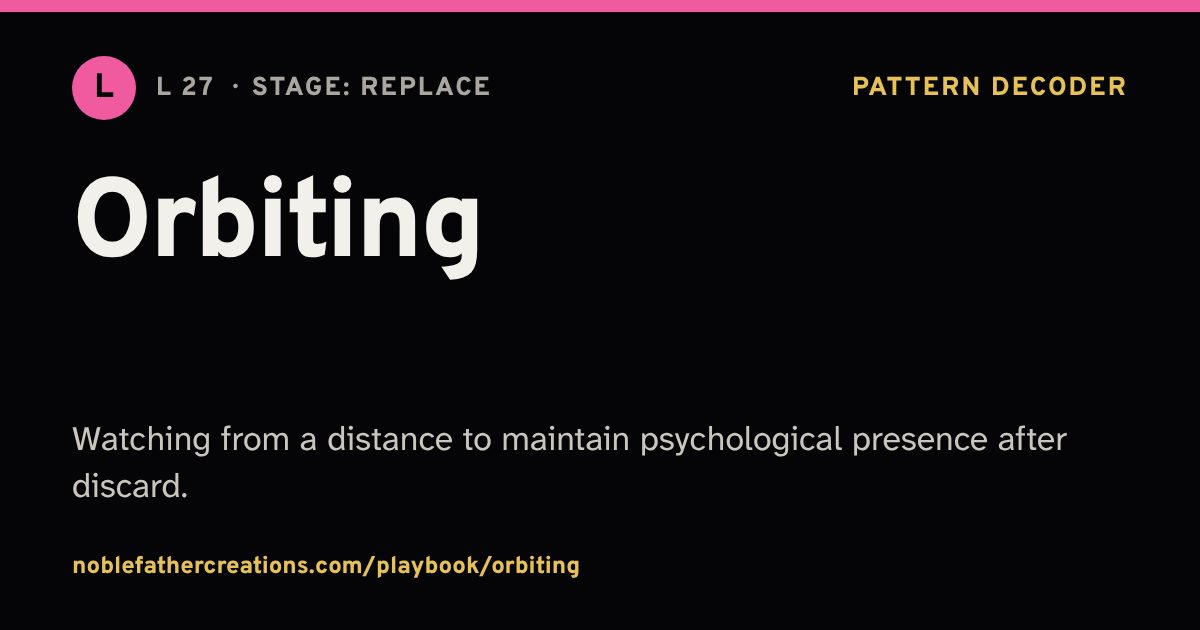 L
L 27 · STAGE: REPLACE
PATTERN DECODER
Orbiting
Watching from a distance to maintain psychological presence after
discard.
noblefathercreations.com/playbook/orbiting